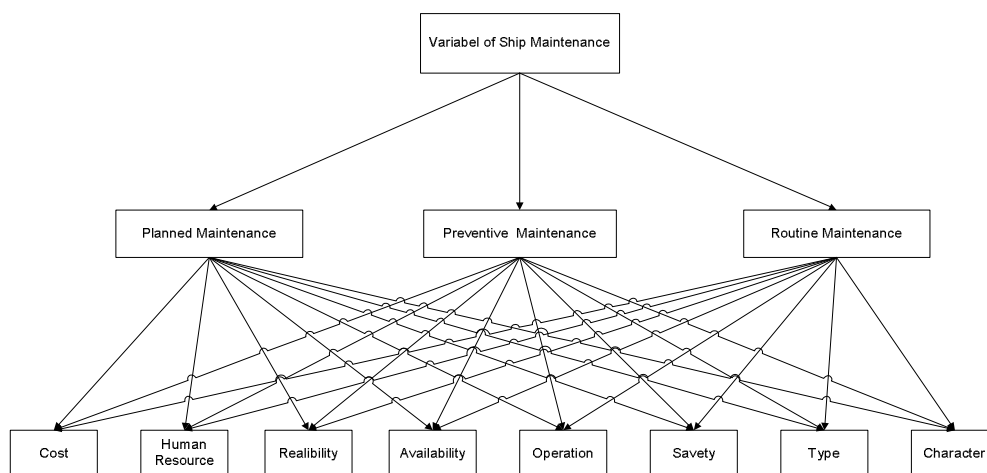 Variabel of Ship Maintenance
Planned Maintenance
Preventive Maintenance
Routine Maintenance
Cost
Human
Resource
Realibility
Availability
Operation
Savety
Type
Character